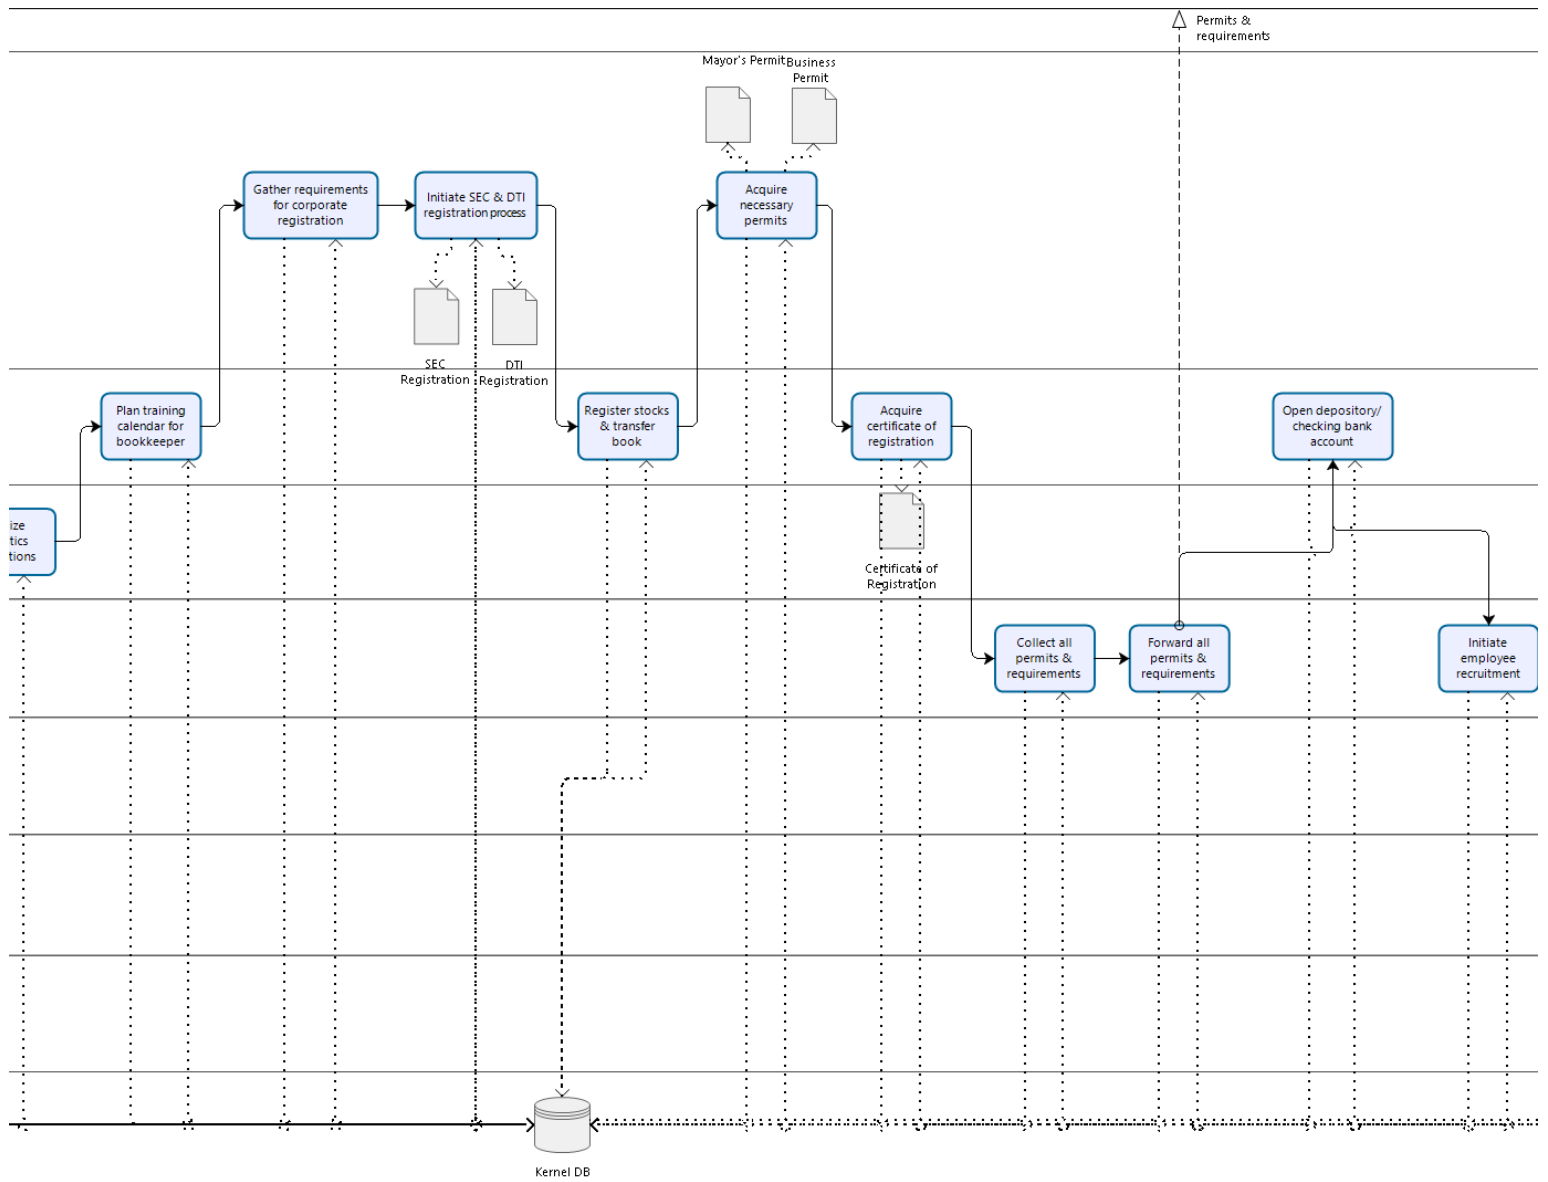 Permits &
requirements
Mayor's Permit
Business
Permit
Gather requirements
for corporate
registration
Initiate SEC & DTI
registration process
Acquire
necessary
permits
SEC
Registration
DTI
Registration
Plan training
calendar for
bookkeeper
Register stocks
& transfer
book
Acquire
certificate of
registration
Open depository/
checking bank
account
ize
tics
tions
Certificate of
Registration
Collect all
permits &
requirements
Forward all
permits &
requirements
Initiate
employee
recruitment
Kernel DB